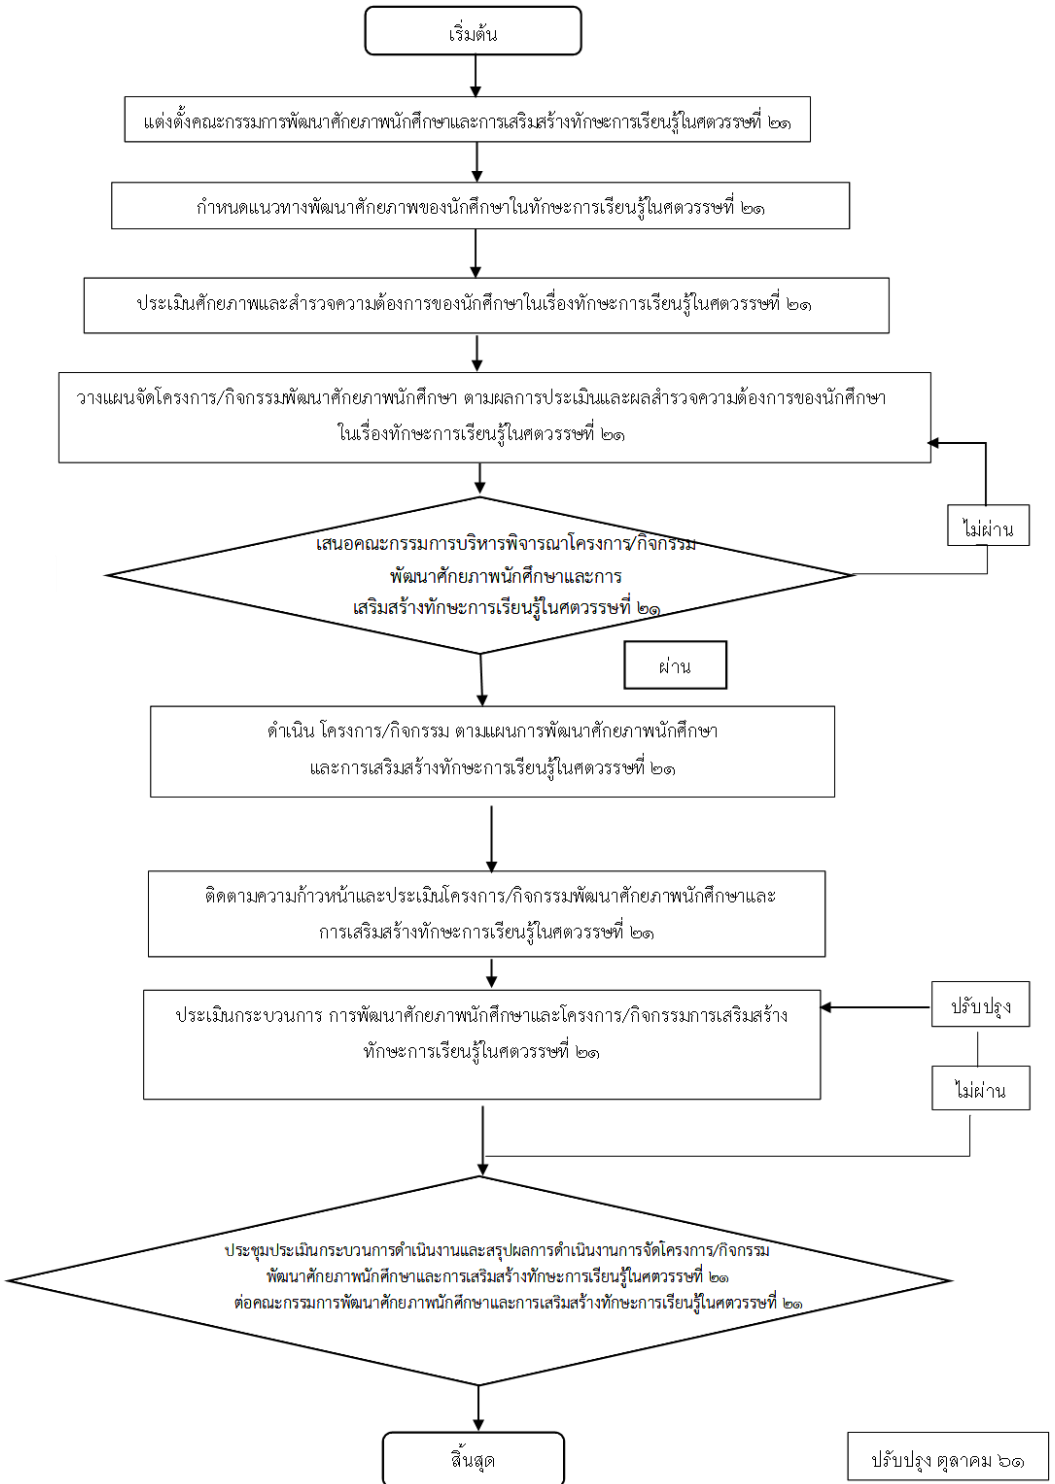 เริ่มต้น
แต่งตั้งคณะกรรมการพัฒนาศักยภาพนักศึกษาและการเสริมสร้างทักษะการเรียนรู้ในศตวรรษที่ ๒๑
กำหนดแนวทางพัฒนาศักยภาพของนักศึกษาในทักษะการเรียนรู้ในศตวรรษที่ ๒๑
ประเมินศักยภาพและสำรวจความต้องการของนักศึกษาในเรื่องทักษะการเรียนรู้ในศตวรรษที่ ๒๑
วางแผนจัดโครงการ/กิจกรรมพัฒนาศักยภาพนักศึกษา ตามผลการประเมินและผลสำรวจความต้องการของนักศึกษา
ในเรื่องทักษะการเรียนรู้ในศตวรรษที่ ๒๑
ไม่ผ่าน
เสนอคณะกรรมการบริหารพิจารณาโครงการ/กิจกรรม
พัฒนาศักยภาพนักศึกษาและการ
เสริมสร้างทักษะการเรียนรู้ในศตวรรษที่ ๒๑
ผ่าน
ดำเนิน โครงการ/กิจกรรม ตามแผนการพัฒนาศักยภาพนักศึกษา
และการเสริมสร้างทักษะการเรียนรู้ในศตวรรษที่ ๒๑
ติดตามความก้าวหน้าและประเมินโครงการ/กิจกรรมพัฒนาศักยภาพนักศึกษาและ
การเสริมสร้างทักษะการเรียนรู้ในศตวรรษที่ ๒๑
ประเมินกระบวนการ การพัฒนาศักยภาพนักศึกษาและโครงการ/กิจกรรมการเสริมสร้าง
ทักษะการเรียนรู้ในศตวรรษที่ ๒๑
ปรับปรุง
ไม่ผ่าน
ประชุมประเมินกระบวนการดำเนินงานและสรุปผลการดำเนินงานการจัดโครงการ/กิจกรรม
พัฒนาศักยภาพนักศึกษาและการเสริมสร้างทักษะการเรียนรู้ในศตวรรษที่ ๒๑
ต่อคณะกรรมการพัฒนาศักยภาพนักศึกษาและการเสริมสร้างทักษะการเรียนรู้ในศตวรรษที่ ๒๑
สิ้นสุด
ปรับปรุง ตุลาคม ๖๑